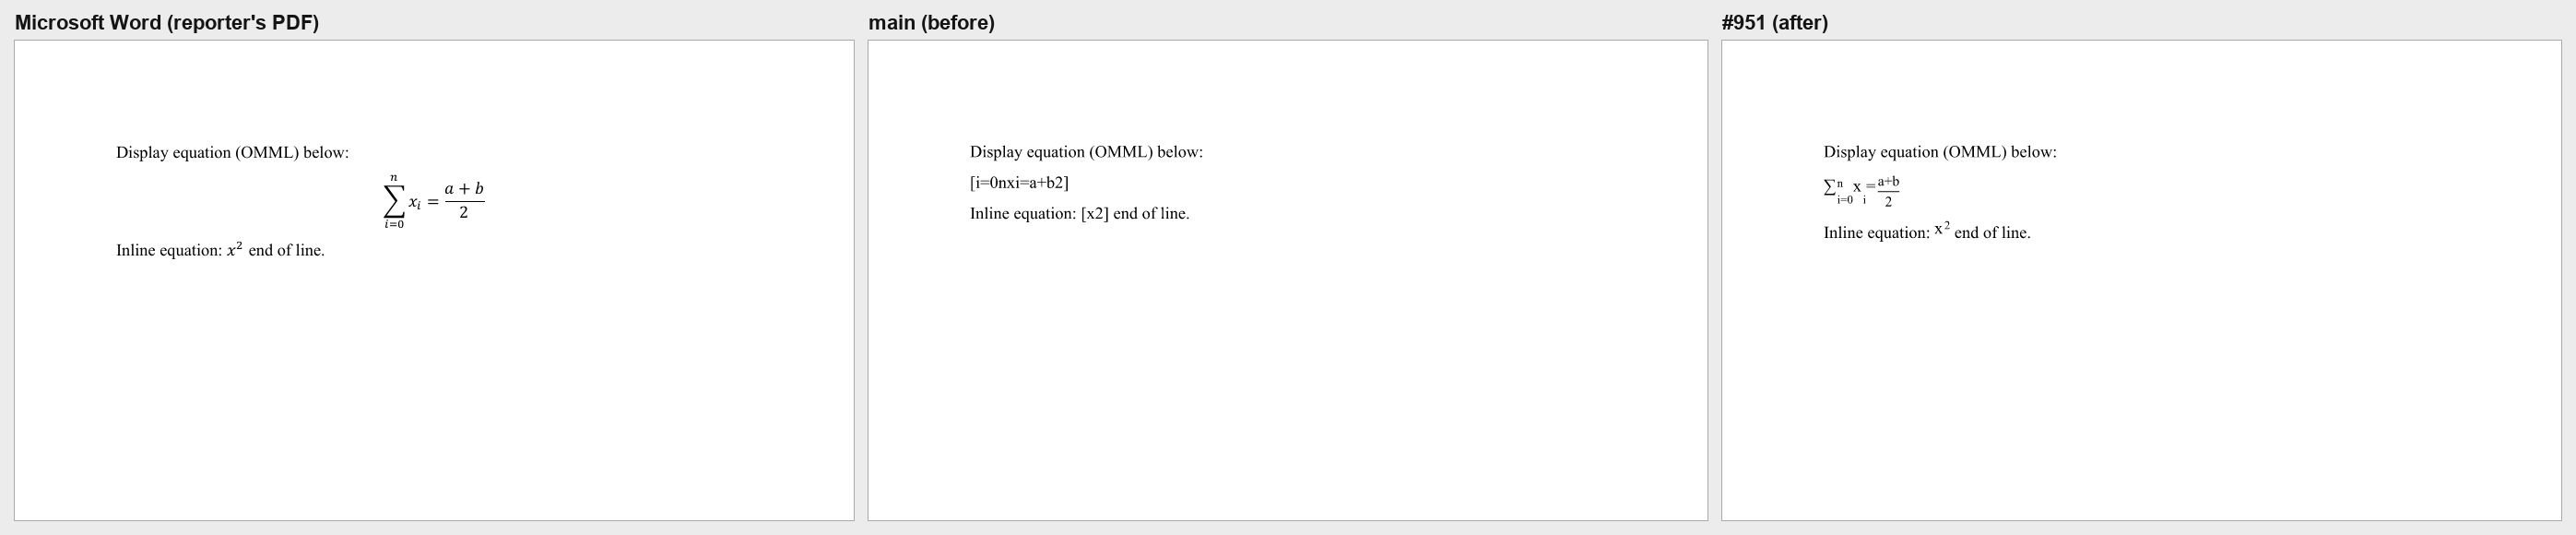 Microsoft Word (reporter's PDF)
Display equation (OMML) below:
n
∑ xᵢ = a + b / 2
i=0
Inline equation: x² end of line.
main (before)
Display equation (OMML) below:
[i=0nxi=a+b2]
Inline equation: [x2] end of line.
#951 (after)
Display equation (OMML) below:
∑ⁿᵢ₌₀ xᵢ = a+b / 2
Inline equation: x² end of line.